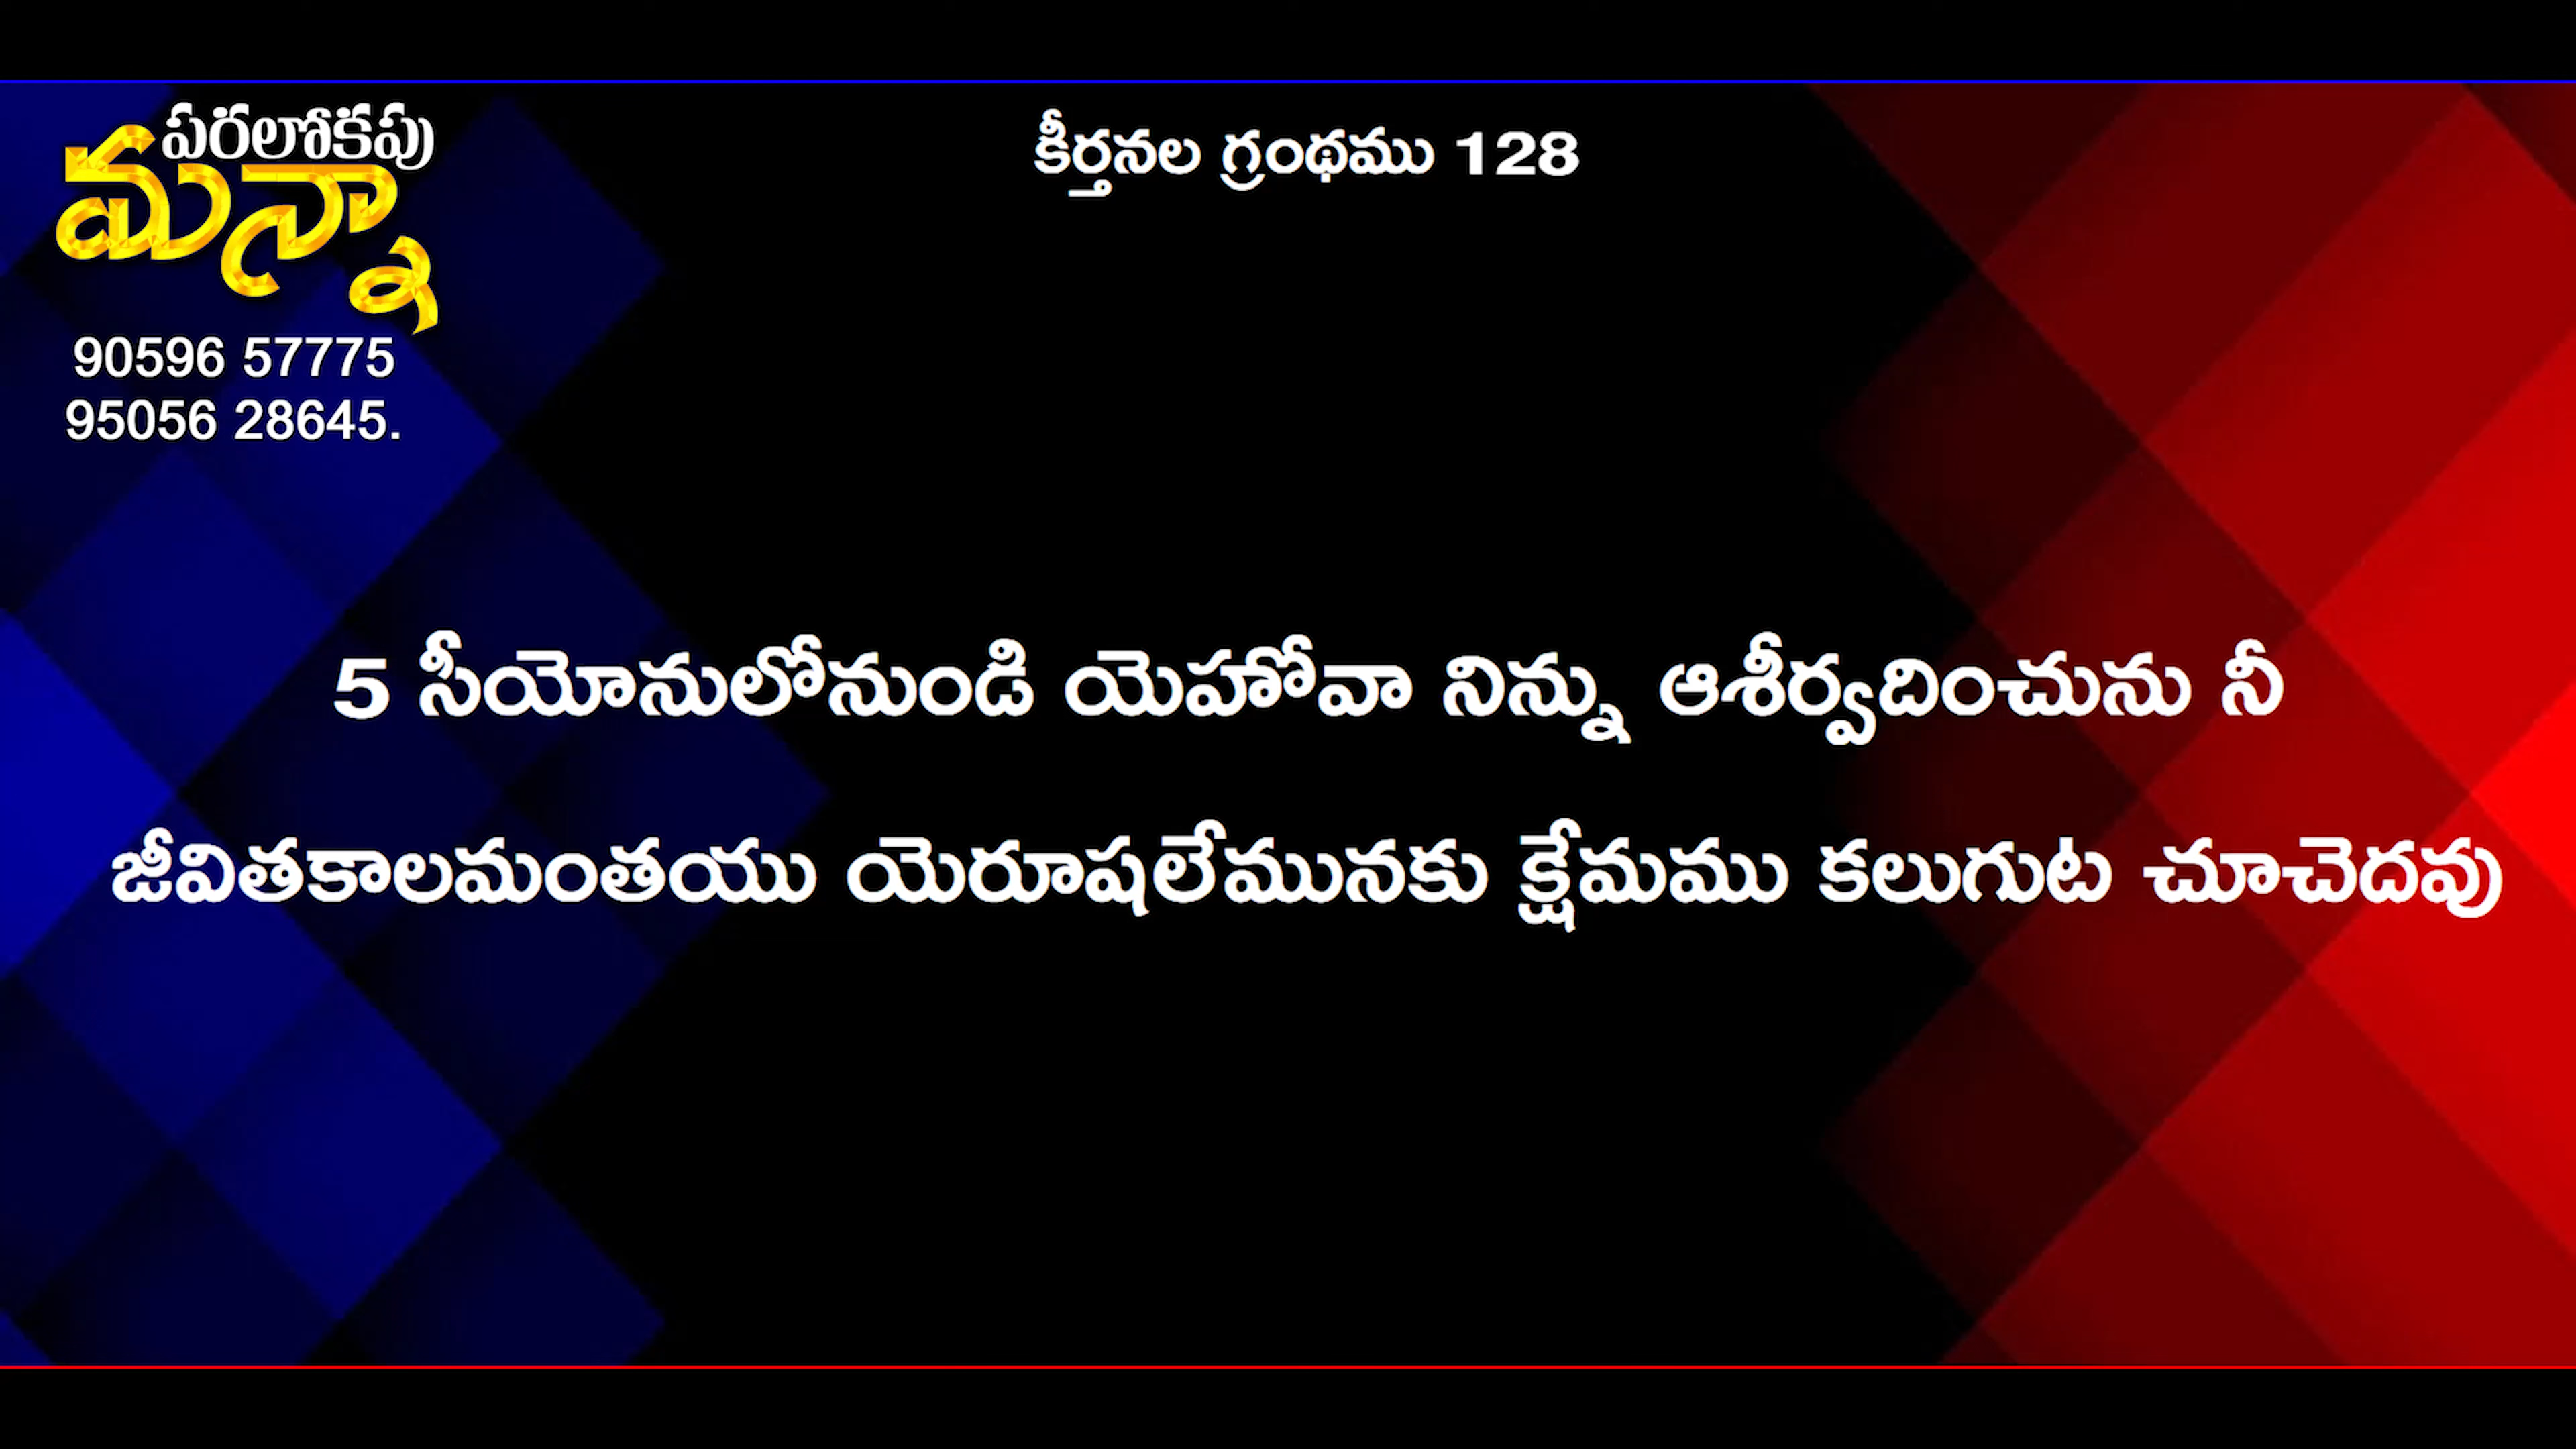 పరలోకపు
మన్నా
90596 57775
95056 28645.
కీర్తనల గ్రంథము 128
5 సీయోనులోనుండి యెహోవా నిన్ను ఆశీర్వదించును నీ
జీవితకాలమంతయు యెరూషలేమునకు క్షేమము కలుగుట చూచెదవు